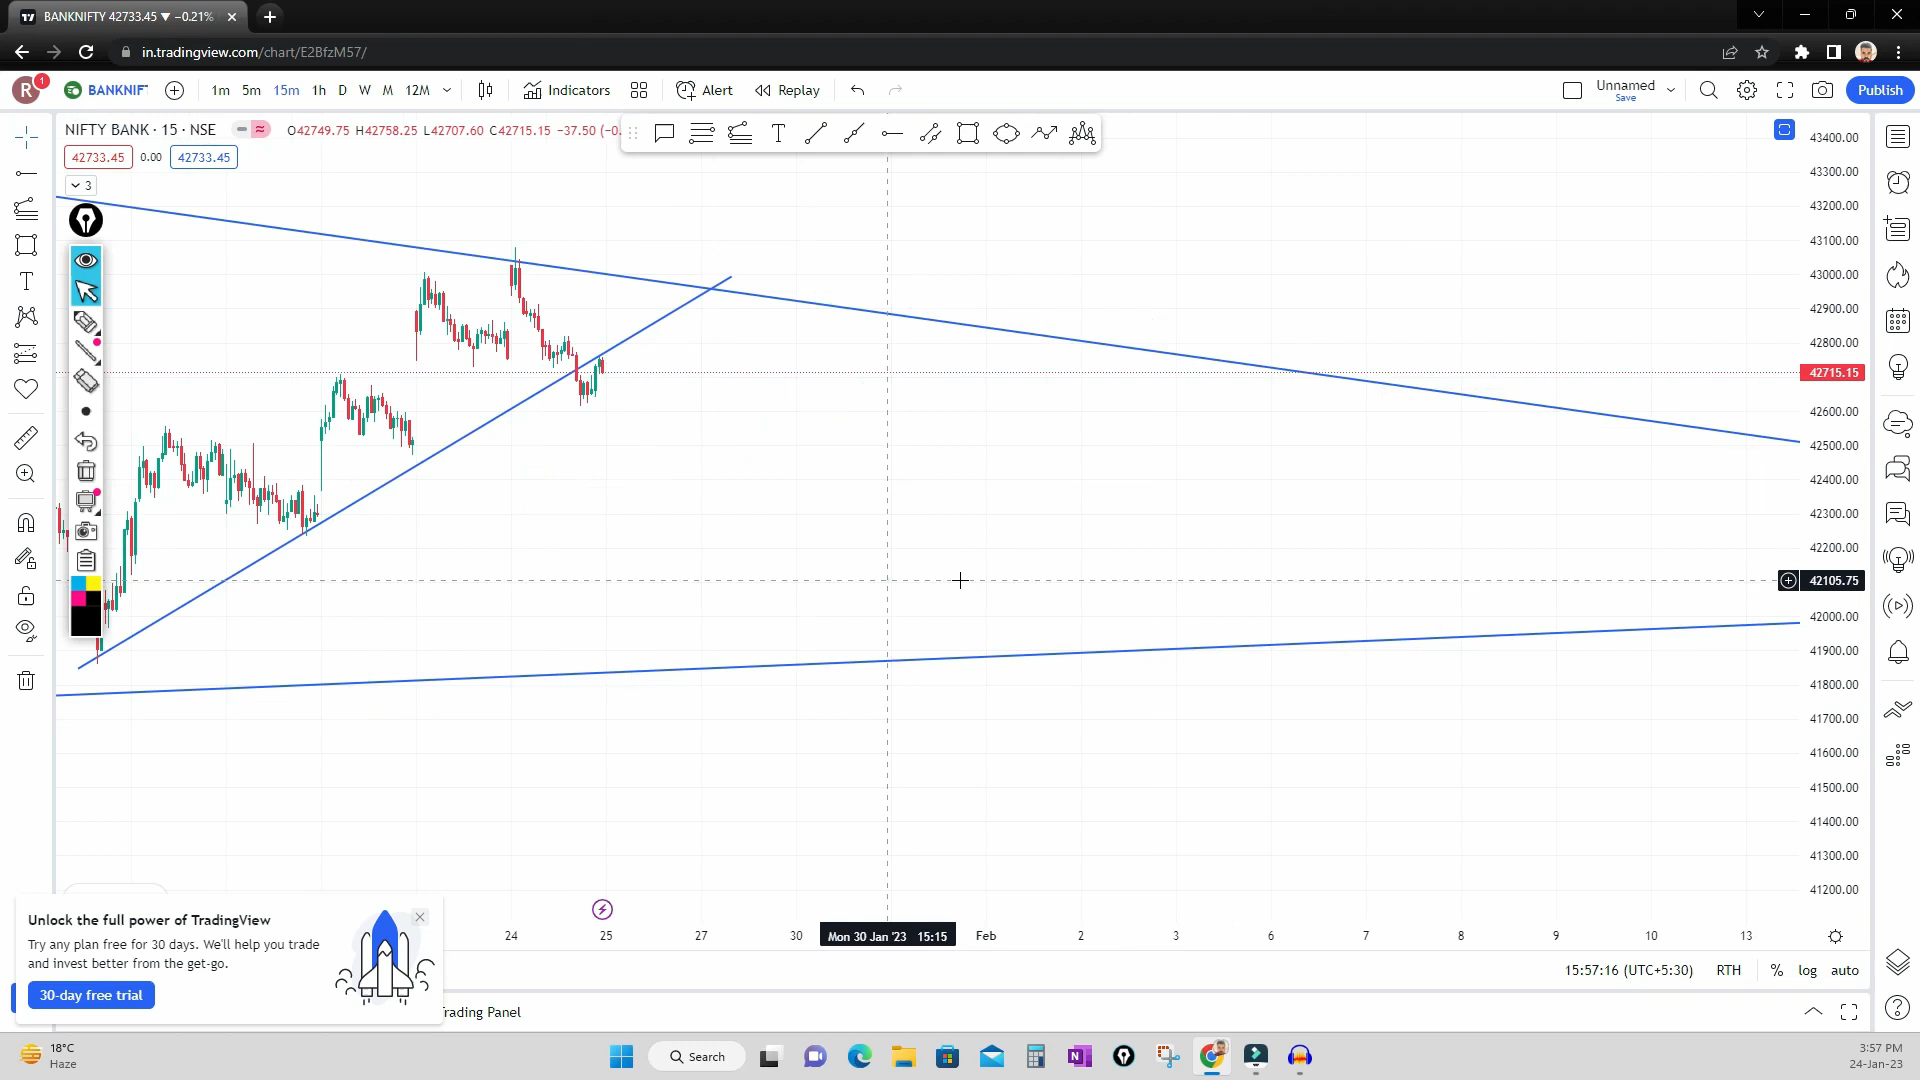 BANKNIFTY 42733.45 ▼ −0.21%
in.tradingview.com/chart/E2BfzM57/
R 1 BANKNIF 1m 5m 15m 1h D W M 12M Indicators Alert Replay Unnamed Save Publish
NIFTY BANK · 15 · NSE O42749.75 H42758.25 L42707.60 C42715.15 −37.50 (−0.
42733.45 0.00 42733.45
3
43400.00
43300.00
43200.00
43100.00
43000.00
42900.00
42800.00
42715.15
42600.00
42500.00
42400.00
42300.00
42200.00
42105.75
42000.00
41900.00
41800.00
41700.00
41600.00
41500.00
41400.00
41300.00
41200.00
24 25 27 30 Mon 30 Jan '23 15:15 Feb 2 3 6 7 8 9 10 13
Unlock the full power of TradingView
Try any plan free for 30 days. We'll help you trade
and invest better from the get-go.
30-day free trial
15:57:16 (UTC+5:30) RTH % log auto
rading Panel
18°C
Haze
Search
3:57 PM
24-Jan-23